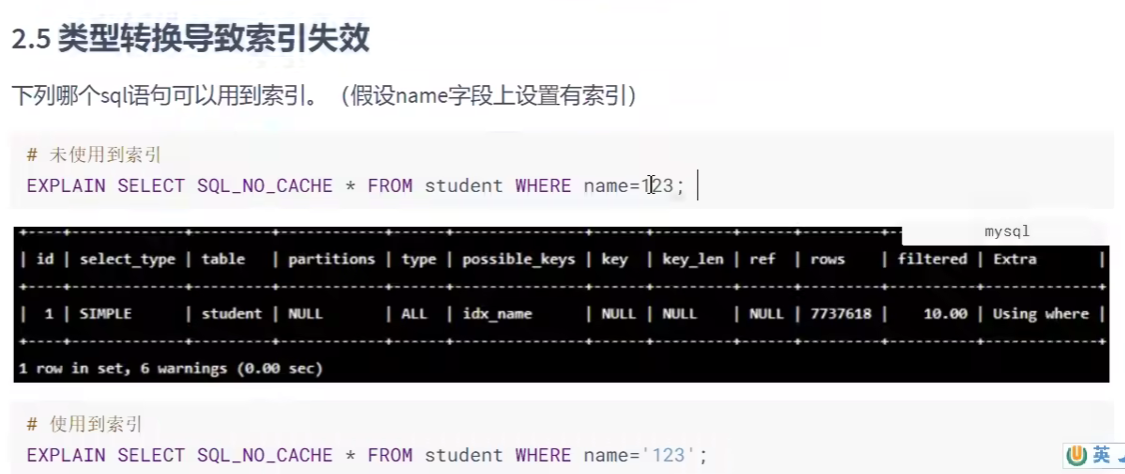 2.5 类型转换导致索引失效
下列哪个sql语句可以用到索引。（假设name字段上设置有索引）
# 未使用到索引
EXPLAIN SELECT SQL_NO_CACHE * FROM student WHERE name=123;
mysql
| id | select_type | table | partitions | type | possible_keys | key | key_len | ref | rows | filtered | Extra |
| 1 | SIMPLE | student | NULL | ALL | idx_name | NULL | NULL | NULL | 7737618 | 10.00 | Using where |
1 row in set, 6 warnings (0.00 sec)
# 使用到索引
EXPLAIN SELECT SQL_NO_CACHE * FROM student WHERE name='123';
英